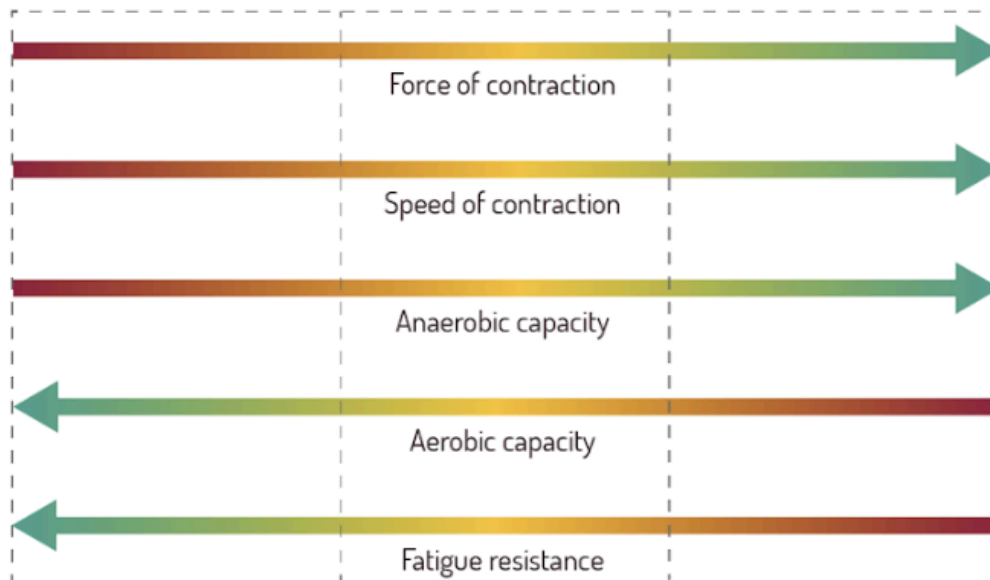 Force of contraction
Speed of contraction
Anaerobic capacity
Aerobic capacity
Fatigue resistance